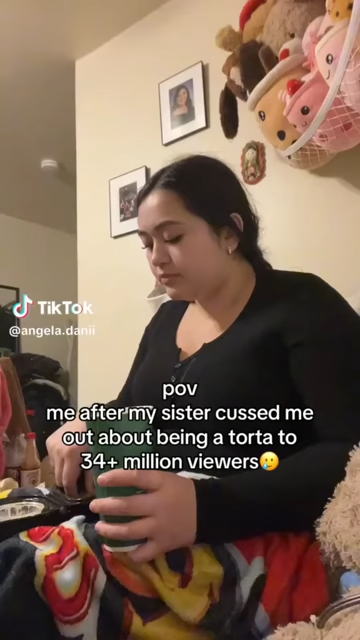 TikTok
@angela.danii
pov
me after my sister cussed me
out about being a torta to
34+ million viewers🥲